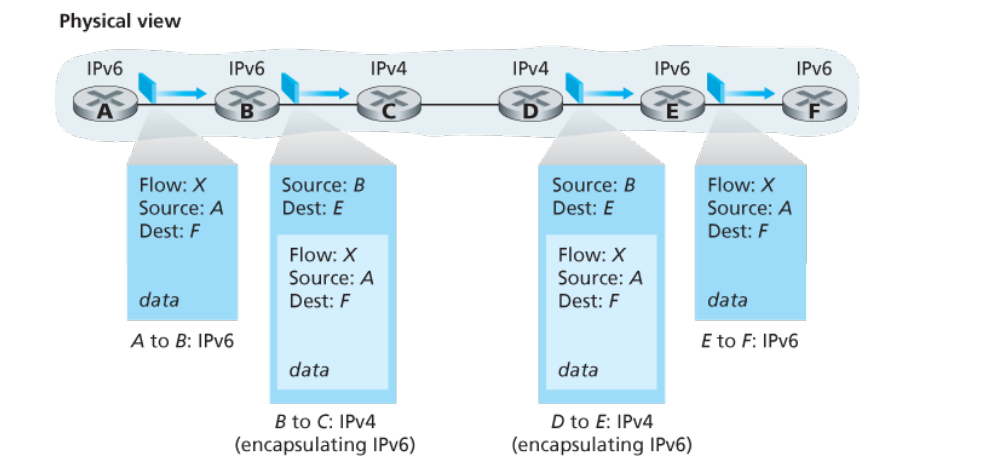 Physical view
IPv6 IPv6 IPv4 IPv4 IPv6 IPv6
A B C D E F
Flow: X
Source: A
Dest: F
data
A to B: IPv6
Source: B
Dest: E
Flow: X
Source: A
Dest: F
data
B to C: IPv4
(encapsulating IPv6)
Source: B
Dest: E
Flow: X
Source: A
Dest: F
data
D to E: IPv4
(encapsulating IPv6)
Flow: X
Source: A
Dest: F
data
E to F: IPv6